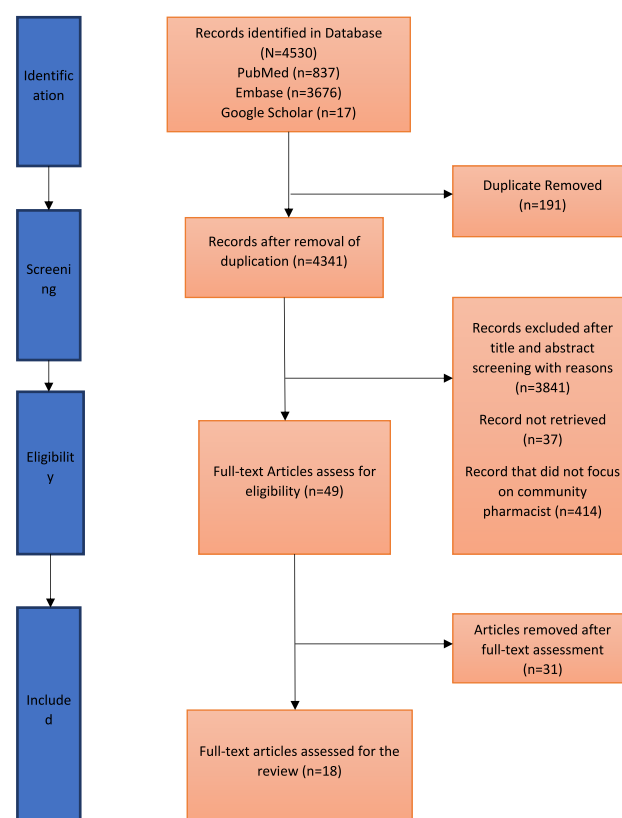 Identific
ation
Records identified in Database
(N=4530)
PubMed (n=837)
Embase (n=3676)
Google Scholar (n=17)
Duplicate Removed
(n=191)
Screeni
ng
Records after removal of
duplication (n=4341)
Records excluded after
title and abstract
screening with reasons
(n=3841)
Record not retrieved
(n=37)
Record that did not focus
on community
pharmacist (n=414)
Eligibilit
y
Full-text Articles assess for
eligibility (n=49)
Articles removed after
full-text assessment
(n=31)
Include
d
Full-text articles assessed for the
review (n=18)